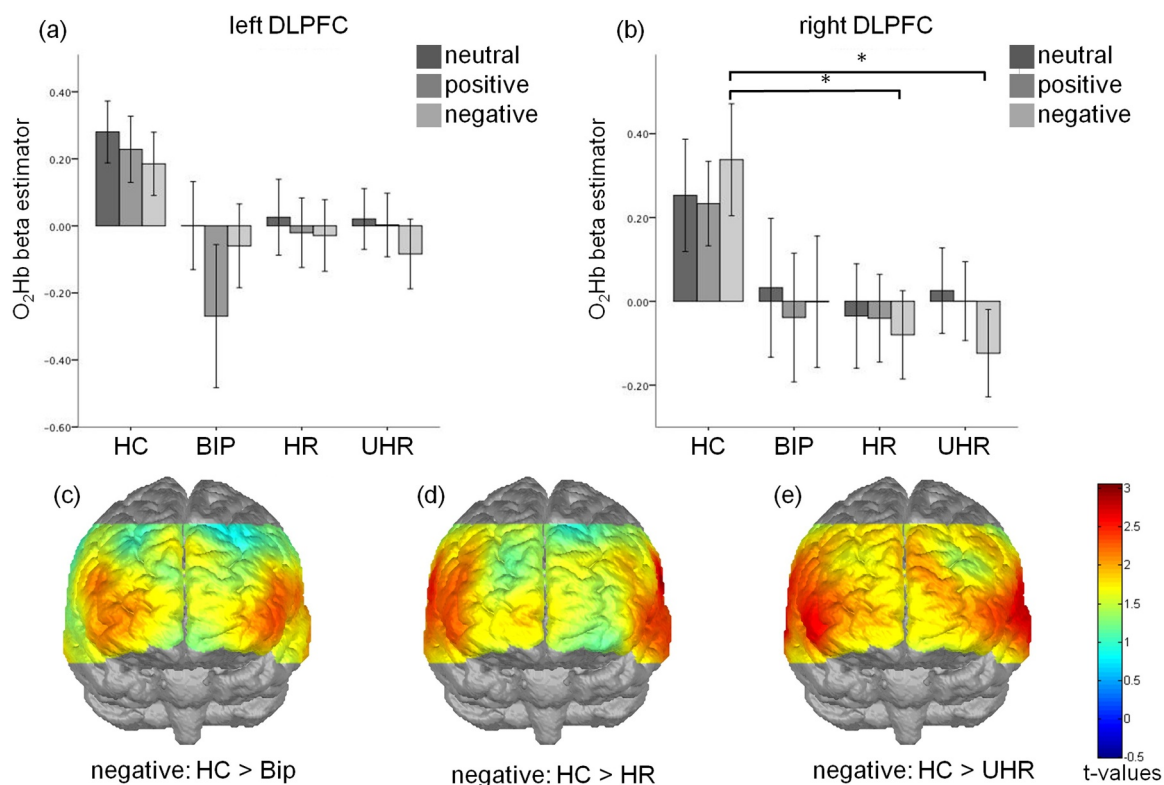 (a)
left DLPFC
neutral
positive
negative
O₂Hb beta estimator
0.40
0.20
0.00
−0.20
−0.40
−0.60
HC BIP HR UHR
(b)
right DLPFC
neutral
positive
negative
*
*
O₂Hb beta estimator
0.40
0.20
0.00
−0.20
HC BIP HR UHR
(c)
negative: HC > Bip
(d)
negative: HC > HR
(e)
negative: HC > UHR
3
2.5
2
1.5
1
0.5
0
-0.5
t-values